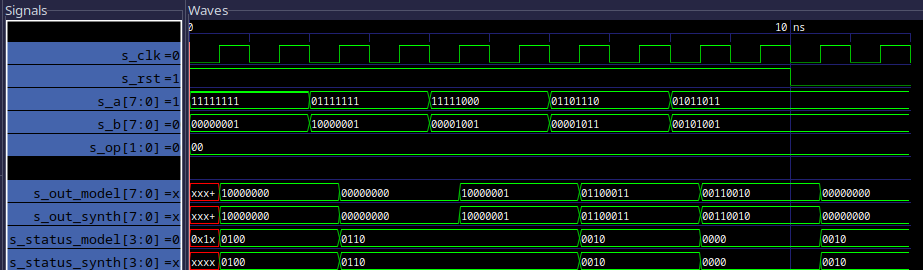 Signals Waves
0 10 ns
s_clk =0
s_rst =1
s_a[7:0] =1 11111111 01111111 11111000 01101110 01011011
s_b[7:0] =0 00000001 10000001 00001001 00001011 00101001
s_op[1:0] =0 00
s_out_model[7:0] =x xxx+ 10000000 00000000 10000001 01100011 00110010 00000000
s_out_synth[7:0] =x xxx+ 10000000 00000000 10000001 01100011 00110010 00000000
s_status_model[3:0] =0 0x1x 0100 0110 0010 0000 0010
s_status_synth[3:0] =x xxxx 0100 0110 0010 0000 0010